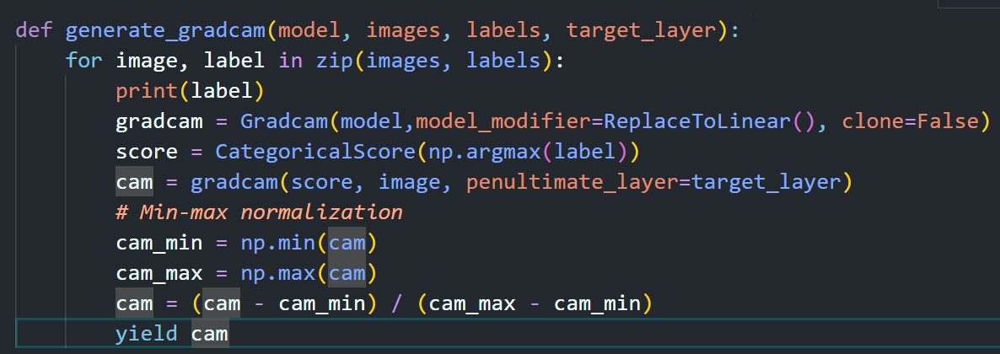 def generate_gradcam(model, images, labels, target_layer):
    for image, label in zip(images, labels):
        print(label)
        gradcam = Gradcam(model,model_modifier=ReplaceToLinear(), clone=False)
        score = CategoricalScore(np.argmax(label))
        cam = gradcam(score, image, penultimate_layer=target_layer)
        # Min-max normalization
        cam_min = np.min(cam)
        cam_max = np.max(cam)
        cam = (cam - cam_min) / (cam_max - cam_min)
        yield cam